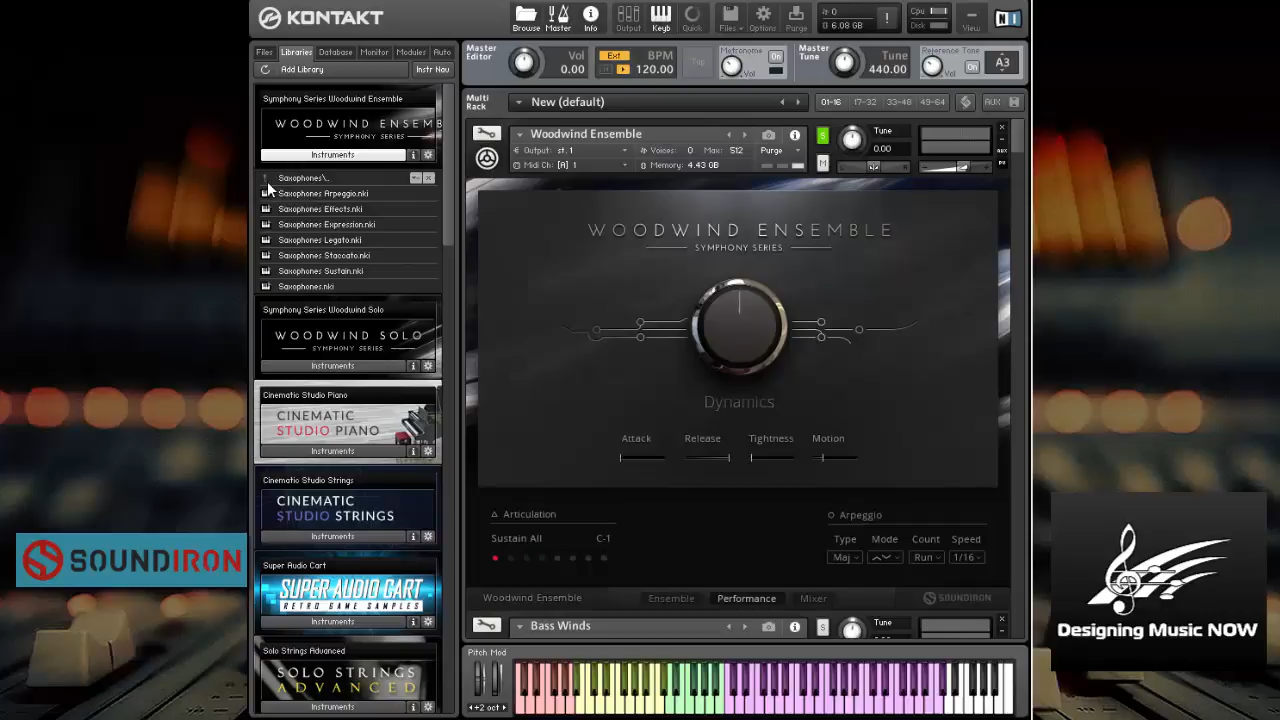 KONTAKT
Browse Master Info Output Keyb Quick Files Options Purge
0
6.08 GB
!
Cpu
Disk
View
Files Libraries Database Monitor Modules Auto
Add Library
Instr Nav
Master
Editor
Vol
0.00
Ext
BPM
120.00
Tap
Metronome
Vol
On
Master
Tune
Tune
440.00
Reference Tone
Vol
On
A3
Multi
Rack
New (default)
01-16 17-32 33-48 49-64
AUX
Symphony Series Woodwind Ensemble
WOODWIND ENSEMB
SYMPHONY SERIES
Instruments
Saxophones\..
Saxophones Arpeggio.nki
Saxophones Effects.nki
Saxophones Expression.nki
Saxophones Legato.nki
Saxophones Staccato.nki
Saxophones Sustain.nki
Saxophones.nki
Symphony Series Woodwind Solo
WOODWIND SOLO
SYMPHONY SERIES
Instruments
Cinematic Studio Piano
CINEMATIC
STUDIO PIANO
Instruments
Cinematic Studio Strings
CINEMATIC
STUDIO STRINGS
Instruments
Super Audio Cart
SUPER AUDIO CART
RETRO GAME SAMPLES
Instruments
Solo Strings Advanced
SOLO STRINGS
ADVANCED
Instruments
Woodwind Ensemble
Output: st.1
Voices: 0 Max: 512
Purge
Midi Ch: [A] 1
Memory: 4.43 GB
S
M
Tune
0.00
WOODWIND ENSEMBLE
SYMPHONY SERIES
Dynamics
Attack Release Tightness Motion
Articulation
Sustain All C-1
Arpeggio
Type Mode Count Speed
Maj Run 1/16
Woodwind Ensemble
Ensemble Performance Mixer
SOUNDIRON
Bass Winds
S
Tune
Pitch Mod
+2 oct
SOUNDIRON
Designing Music NOW